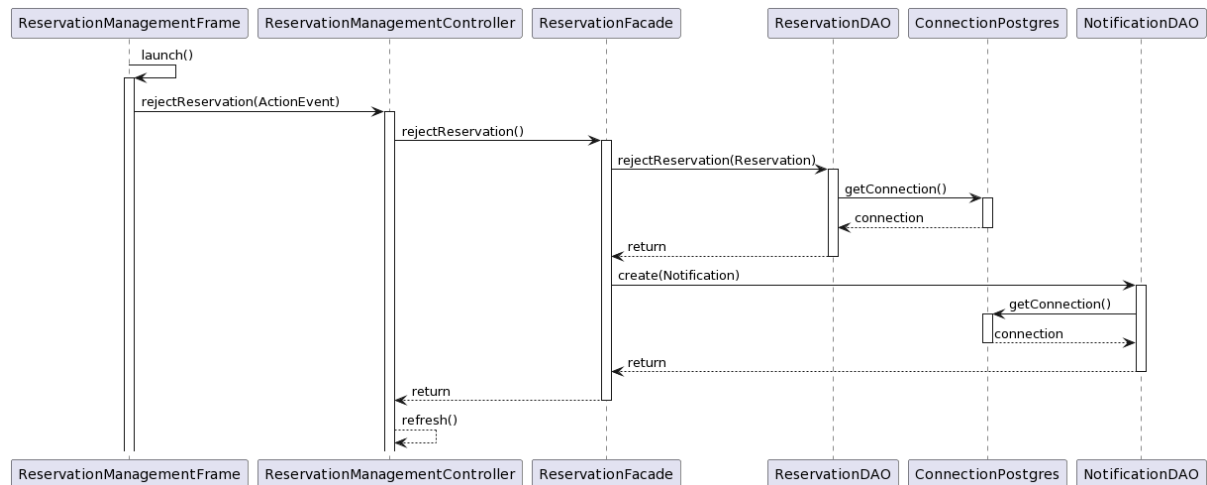 ReservationManagementFrame
ReservationManagementController
ReservationFacade
ReservationDAO
ConnectionPostgres
NotificationDAO
launch()
rejectReservation(ActionEvent)
rejectReservation()
rejectReservation(Reservation)
getConnection()
connection
return
create(Notification)
getConnection()
connection
return
return
refresh()
ReservationManagementFrame
ReservationManagementController
ReservationFacade
ReservationDAO
ConnectionPostgres
NotificationDAO